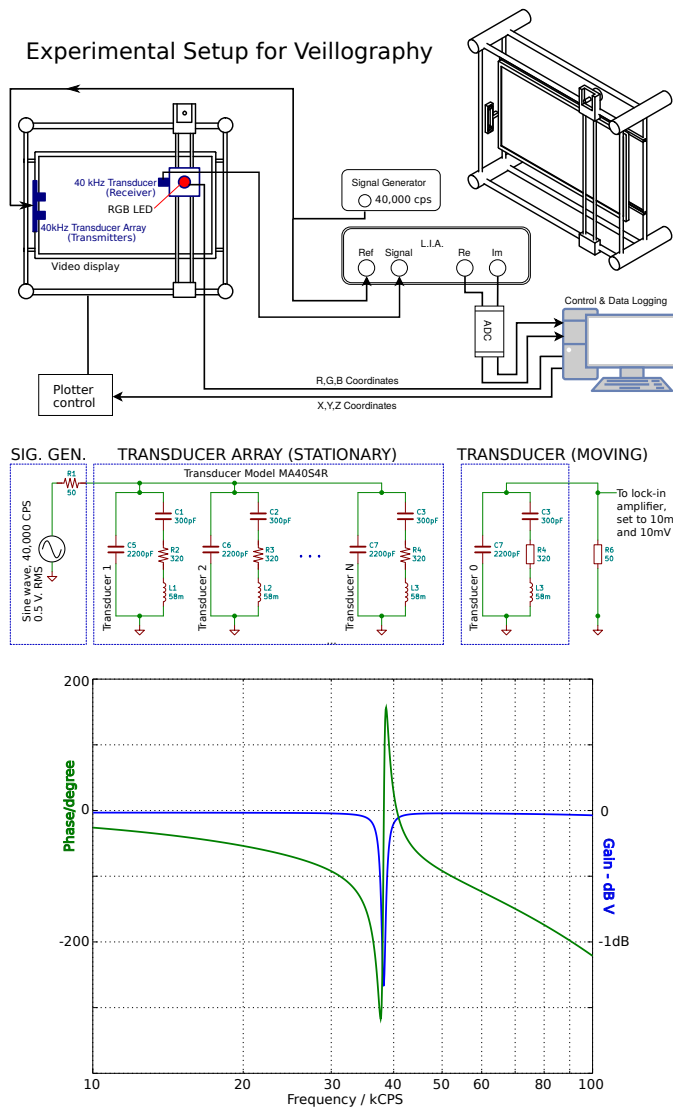 Experimental Setup for Veillography
40 kHz Transducer
(Receiver)
RGB LED
40kHz Transducer Array
(Transmitters)
Video display
Signal Generator
40,000 cps
L.I.A.
Ref
Signal
Re
Im
ADC
Control & Data Logging
Plotter
control
R,G,B Coordinates
X,Y,Z Coordinates
SIG. GEN.
TRANSDUCER ARRAY (STATIONARY)
TRANSDUCER (MOVING)
Transducer Model MA40S4R
Sine wave, 40,000 CPS
0.5 V. RMS
R1
50
Transducer 1
C5
2200pF
C1
300pF
R2
320
L1
58m
Transducer 2
C6
2200pF
C2
300pF
R3
320
L2
58m
...
Transducer N
C7
2200pF
C3
300pF
R4
320
L3
58m
...
Transducer 0
C7
2200pF
C3
300pF
R4
320
L3
58m
R6
50
To lock-in
amplifier,
set to 10m
and 10mV
Phase/degree
200
0
-200
Gain - dB V
0
-1dB
10
20
30
40
50
60
80
100
Frequency / kCPS